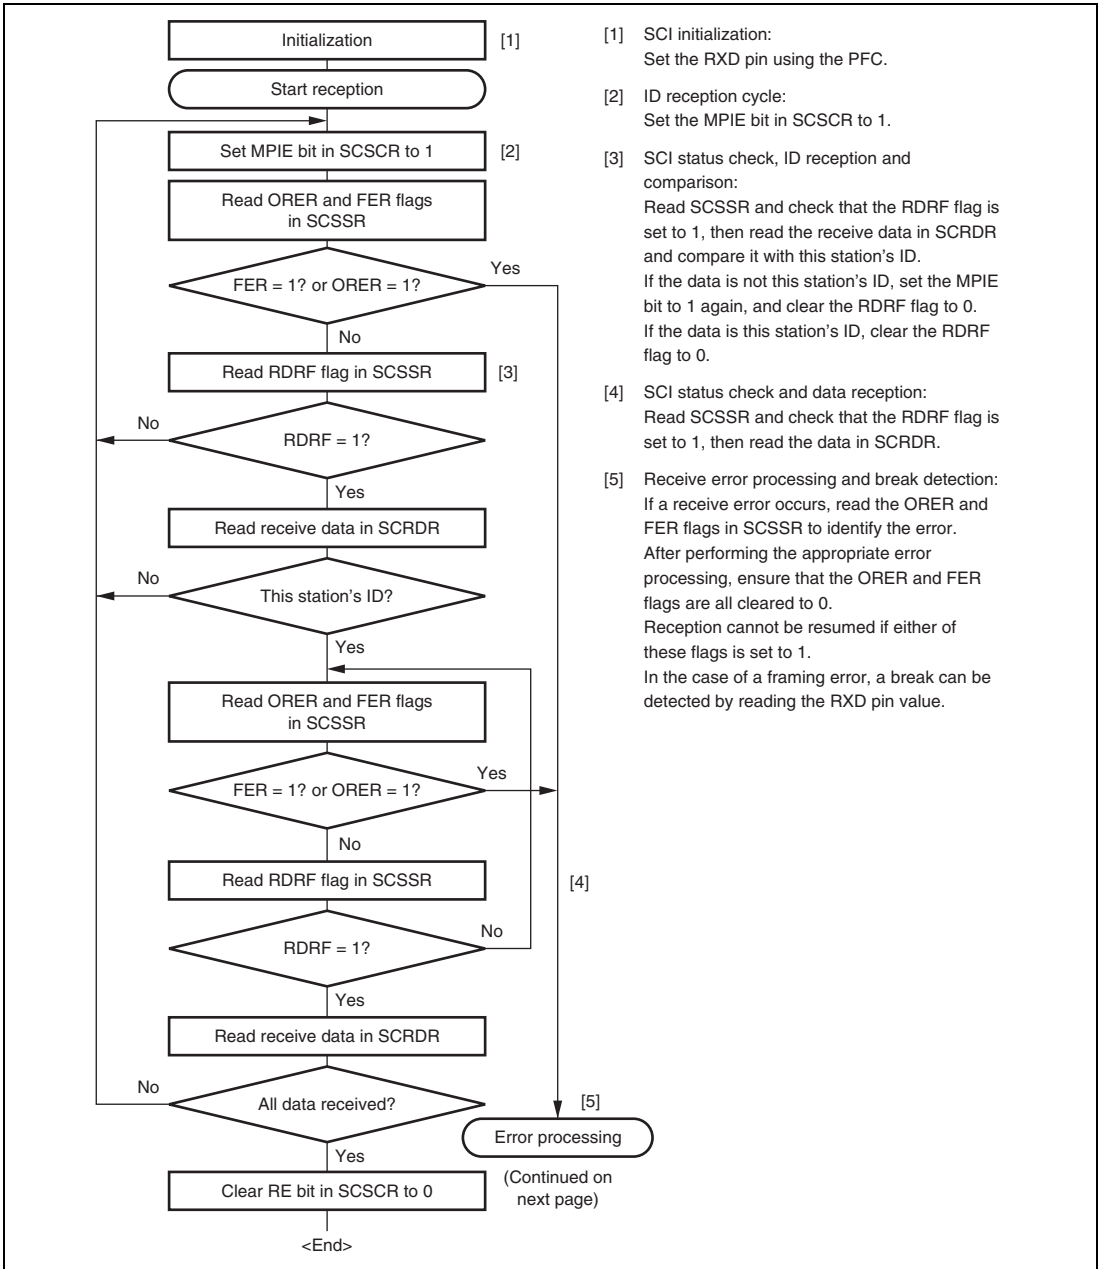 Initialization
[1]
Start reception
Set MPIE bit in SCSCR to 1
[2]
Read ORER and FER flags
in SCSSR
FER = 1? or ORER = 1?
Yes
No
Read RDRF flag in SCSSR
[3]
No
RDRF = 1?
Yes
Read receive data in SCRDR
No
This station's ID?
Yes
Read ORER and FER flags
in SCSSR
FER = 1? or ORER = 1?
Yes
No
Read RDRF flag in SCSSR
[4]
RDRF = 1?
No
Yes
Read receive data in SCRDR
No
All data received?
[5]
Error processing
(Continued on
next page)
Yes
Clear RE bit in SCSCR to 0
<End>
[1] SCI initialization:
Set the RXD pin using the PFC.
[2] ID reception cycle:
Set the MPIE bit in SCSCR to 1.
[3] SCI status check, ID reception and
comparison:
Read SCSSR and check that the RDRF flag is
set to 1, then read the receive data in SCRDR
and compare it with this station's ID.
If the data is not this station's ID, set the MPIE
bit to 1 again, and clear the RDRF flag to 0.
If the data is this station's ID, clear the RDRF
flag to 0.
[4] SCI status check and data reception:
Read SCSSR and check that the RDRF flag is
set to 1, then read the data in SCRDR.
[5] Receive error processing and break detection:
If a receive error occurs, read the ORER and
FER flags in SCSSR to identify the error.
After performing the appropriate error
processing, ensure that the ORER and FER
flags are all cleared to 0.
Reception cannot be resumed if either of
these flags is set to 1.
In the case of a framing error, a break can be
detected by reading the RXD pin value.